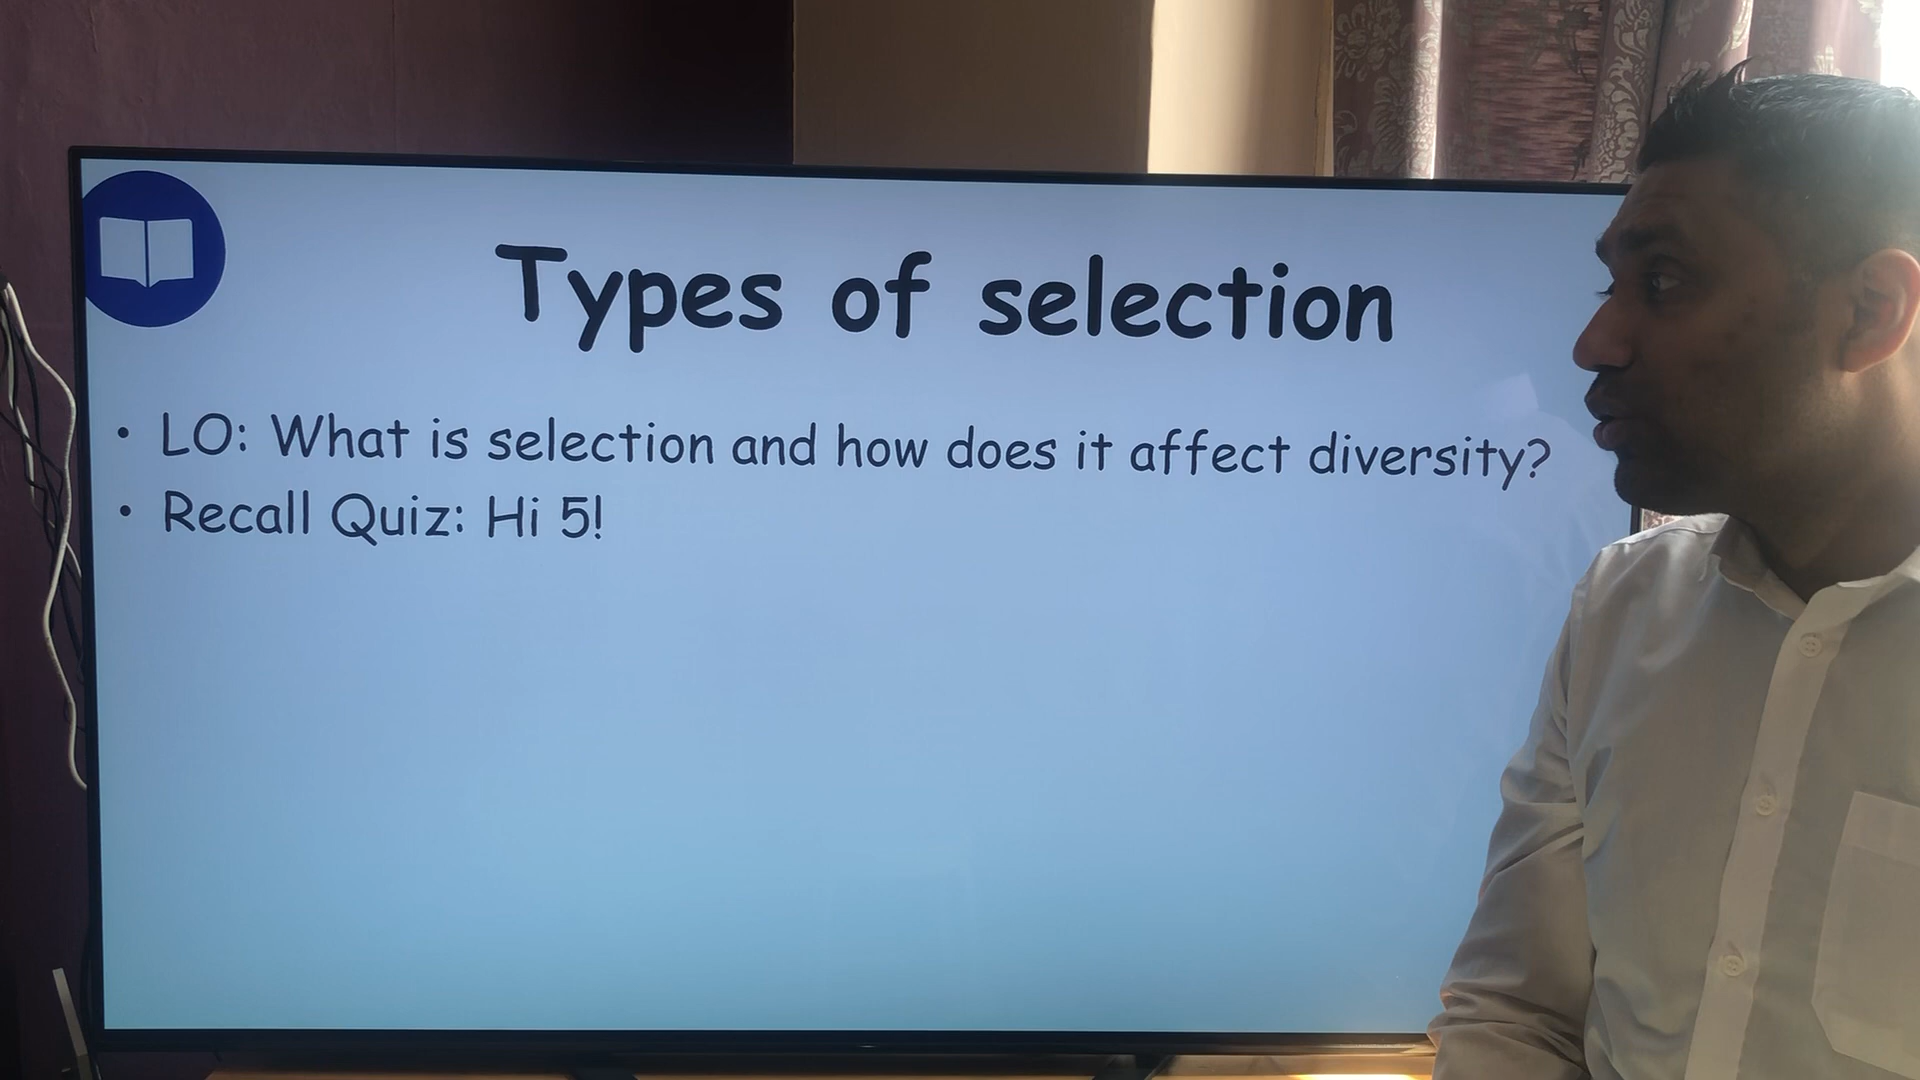 Types of selection
• LO: What is selection and how does it affect diversity?
• Recall Quiz: Hi 5!